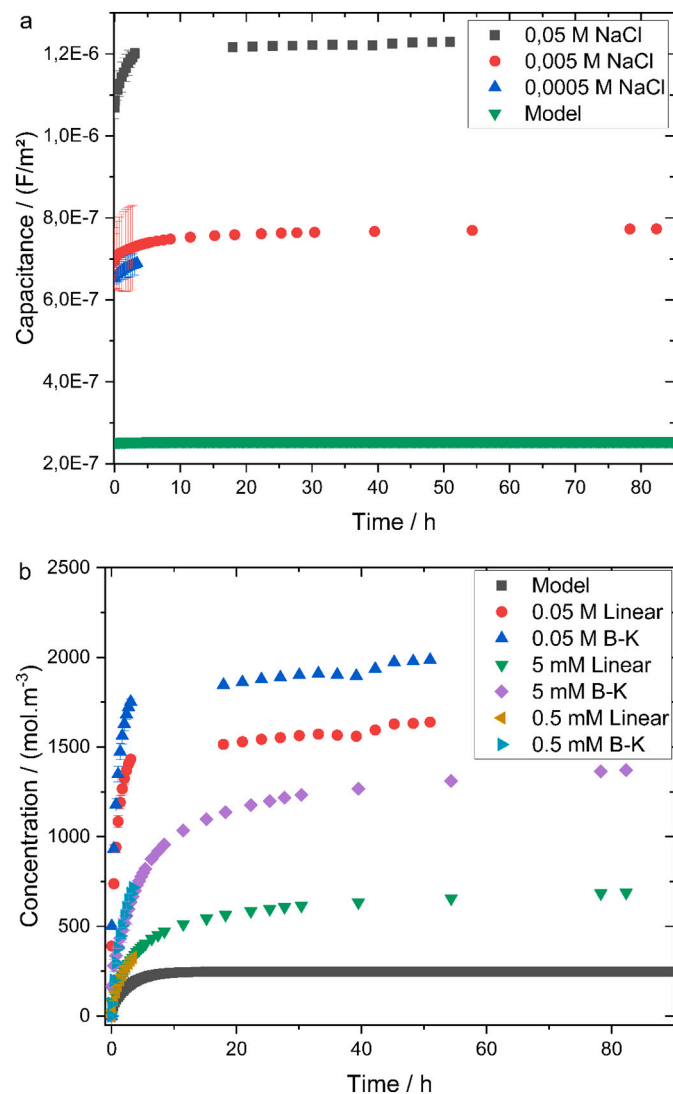 a
1,2E-6
1,0E-6
8,0E-7
6,0E-7
4,0E-7
2,0E-7
Capacitance / (F/m²)
0,05 M NaCl
0,005 M NaCl
0,0005 M NaCl
Model
0 10 20 30 40 50 60 70 80
Time / h
b
2500
2000
1500
1000
500
0
Concentration / (mol.m⁻³)
Model
0.05 M Linear
0.05 M B-K
5 mM Linear
5 mM B-K
0.5 mM Linear
0.5 mM B-K
0 20 40 60 80
Time / h